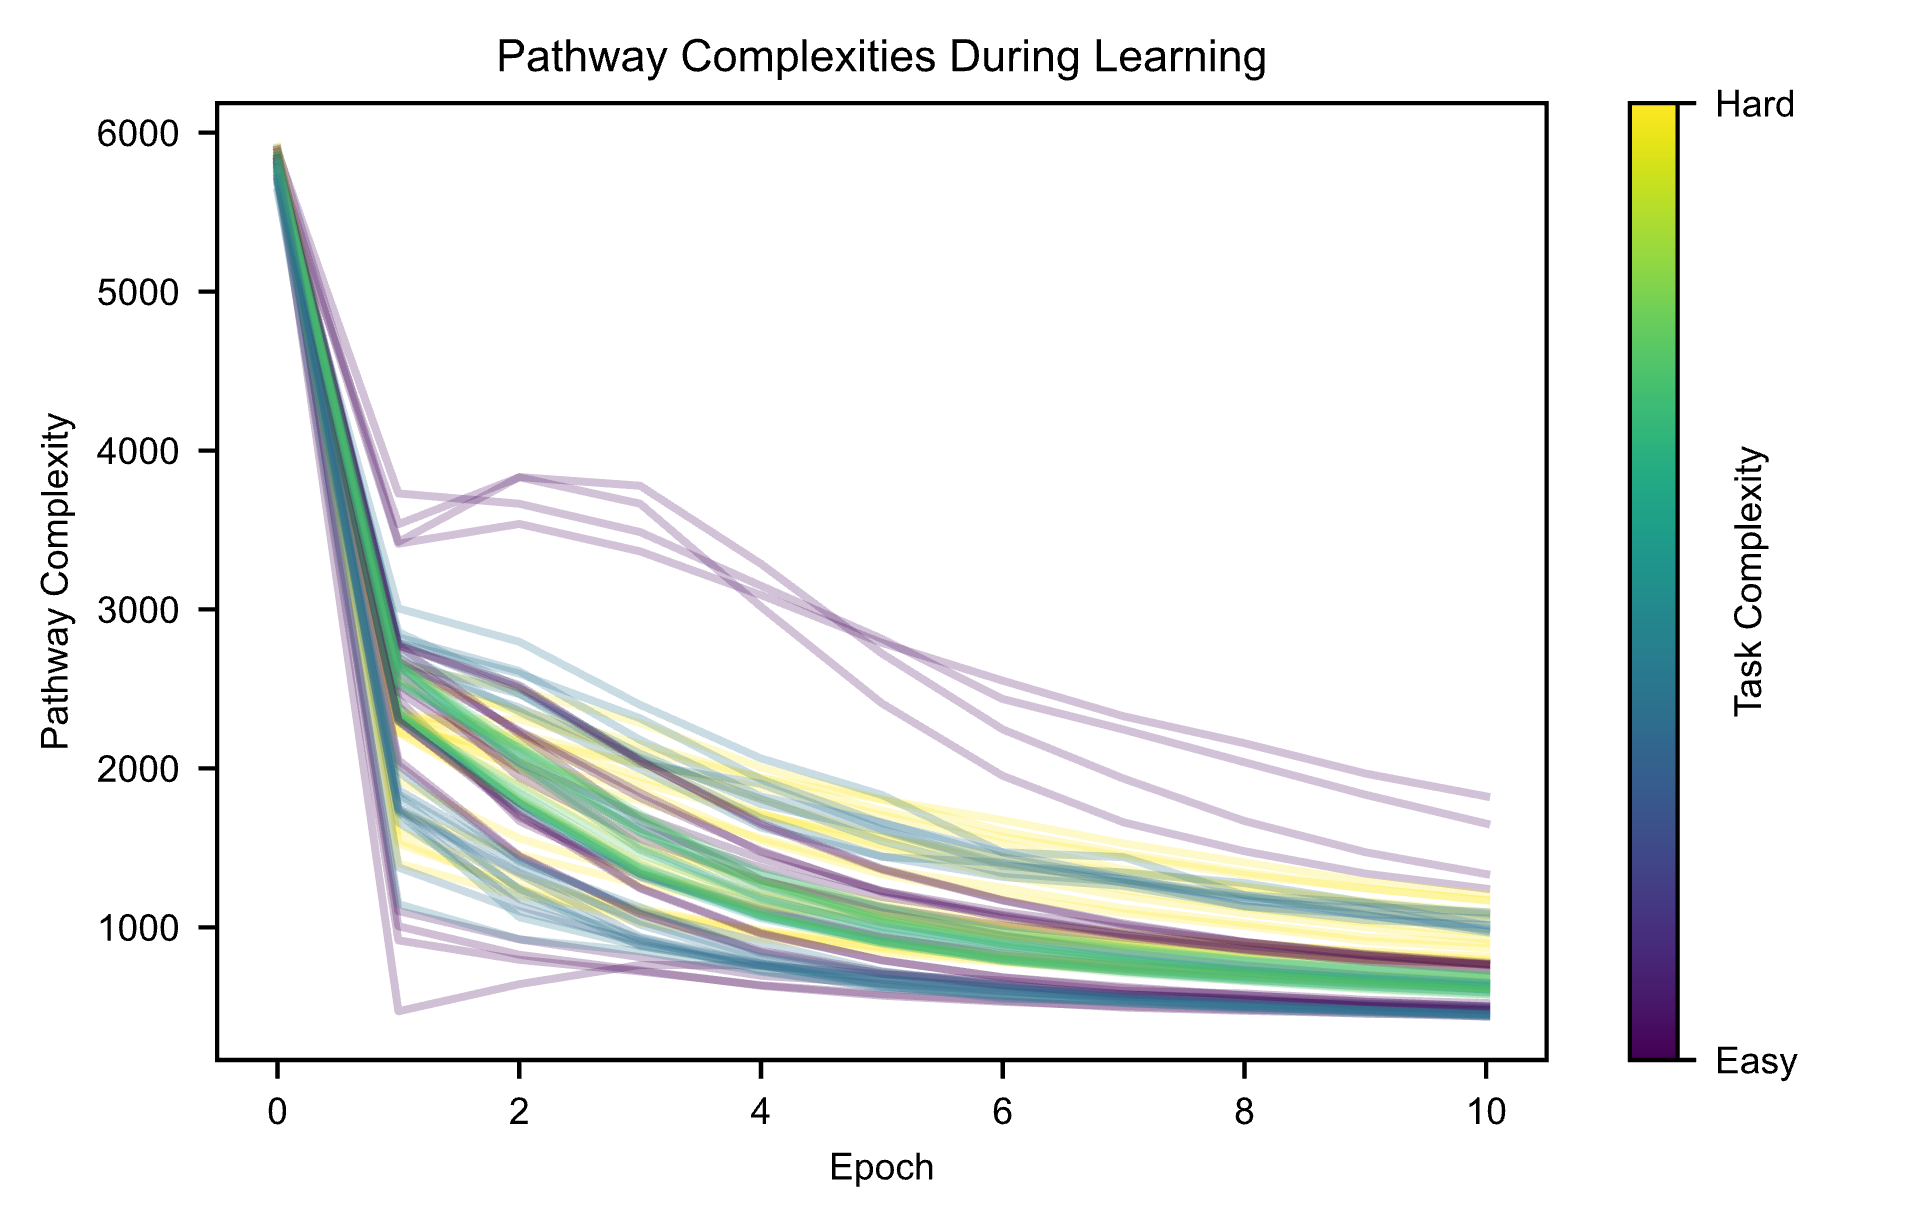 Pathway Complexities During Learning
6000
5000
4000
3000
2000
1000
Pathway Complexity
0 2 4 6 8 10
Epoch
Hard
Task Complexity
Easy